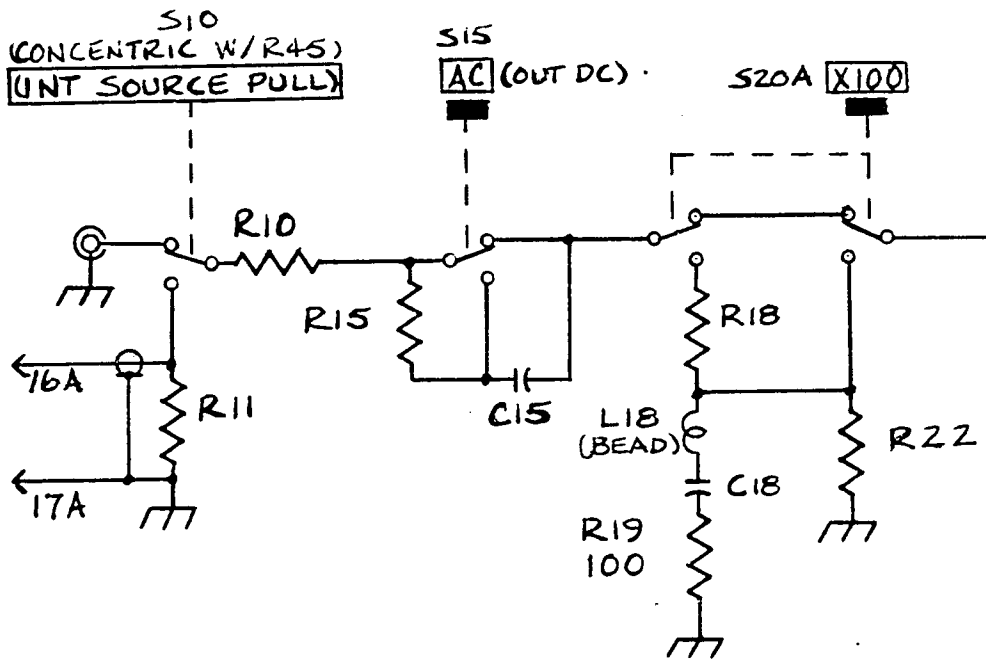 S10
(CONCENTRIC W/R45)
(INT SOURCE PULL)
S15
AC (OUT DC).
S20A X100
R10
R15
R18
16A
R11
C15
L18
(BEAD)
R22
C18
17A
R19
100